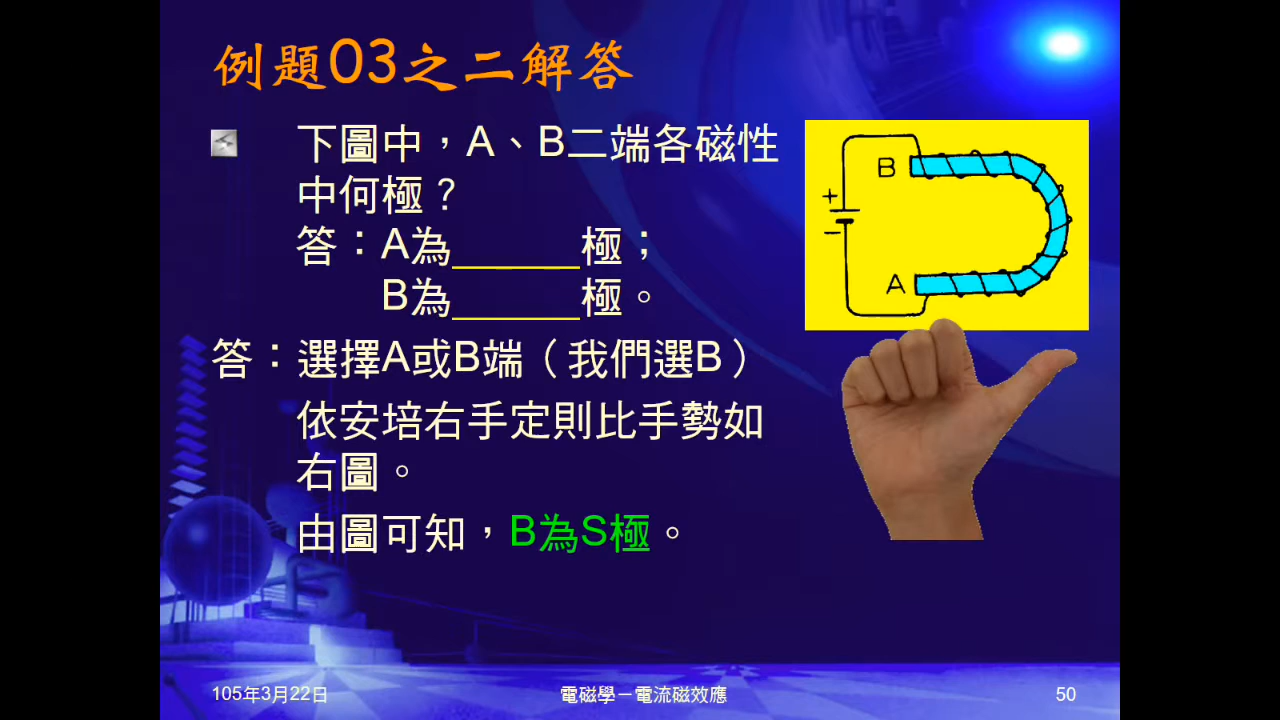 例題03之二解答
下圖中，A、B二端各磁性
中何極？
答：A為______極；
B為______極。
答：選擇A或B端（我們選B）
依安培右手定則比手勢如
右圖。
由圖可知，B為S極。
B
+
−
A
105年3月22日
電磁學－電流磁效應
50